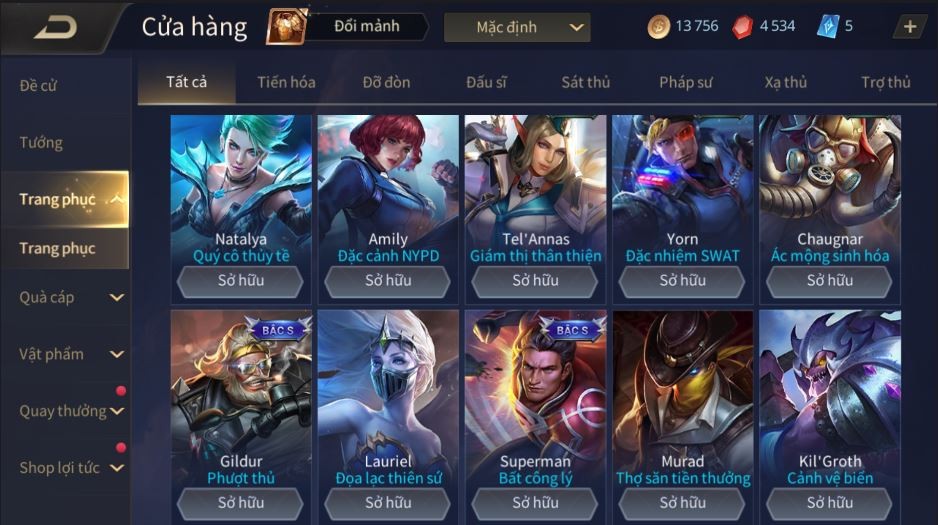 Cửa hàng
Đổi mảnh
Mặc định
13 756
4 534
5
Đề cử
Tướng
Trang phục
Trang phục
Quà cáp
Vật phẩm
Quay thưởng
Shop lợi tức
Tất cả
Tiến hóa
Đỡ đòn
Đấu sĩ
Sát thủ
Pháp sư
Xạ thủ
Trợ thủ
Natalya
Quý cô thủy tề
Sở hữu
Amily
Đặc cảnh NYPD
Sở hữu
Tel'Annas
Giám thị thân thiện
Sở hữu
Yorn
Đặc nhiệm SWAT
Sở hữu
Chaugnar
Ác mộng sinh hóa
Sở hữu
BẬC S
Gildur
Phượt thủ
Sở hữu
Lauriel
Đọa lạc thiên sứ
Sở hữu
BẬC S
Superman
Bất công lý
Sở hữu
Murad
Thợ săn tiền thưởng
Sở hữu
Kil'Groth
Cảnh vệ biển
Sở hữu